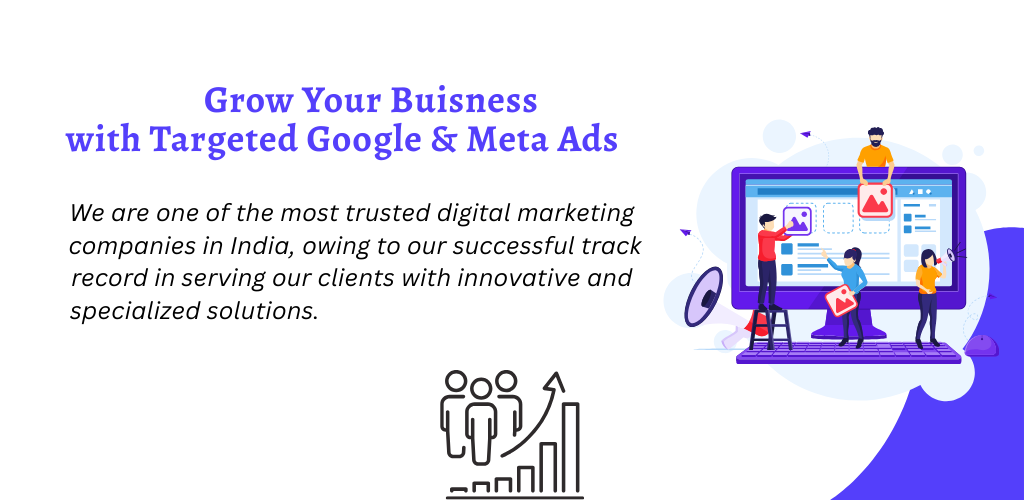 Grow Your Buisness
with Targeted Google & Meta Ads
We are one of the most trusted digital marketing
companies in India, owing to our successful track
record in serving our clients with innovative and
specialized solutions.